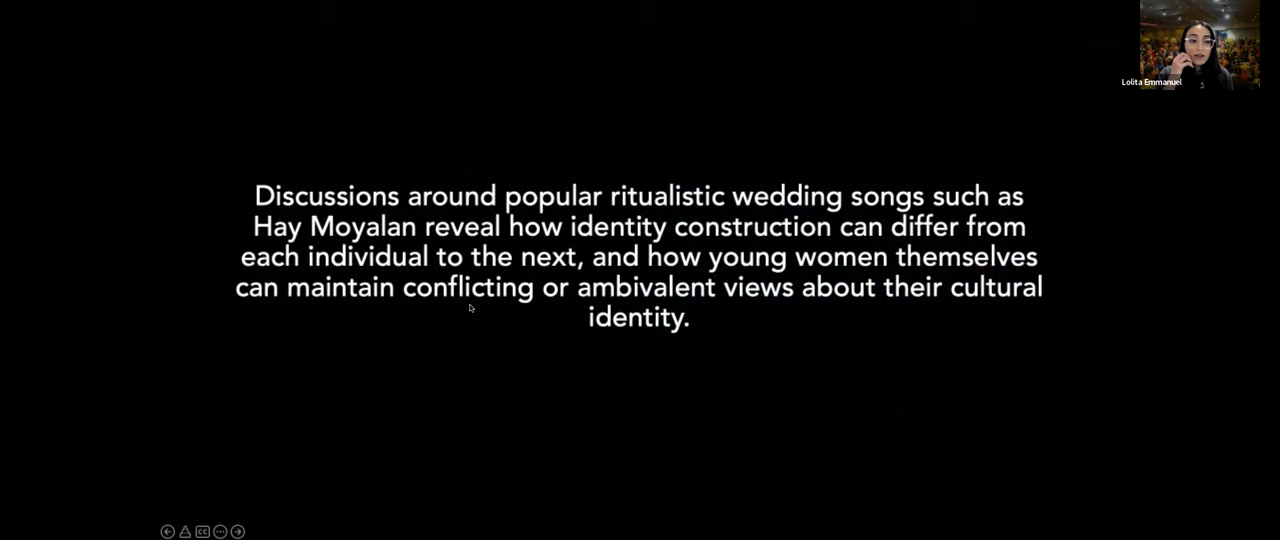 Lolita Emmanuel
Discussions around popular ritualistic wedding songs such as
Hay Moyalan reveal how identity construction can differ from
each individual to the next, and how young women themselves
can maintain conflicting or ambivalent views about their cultural
identity.
CC